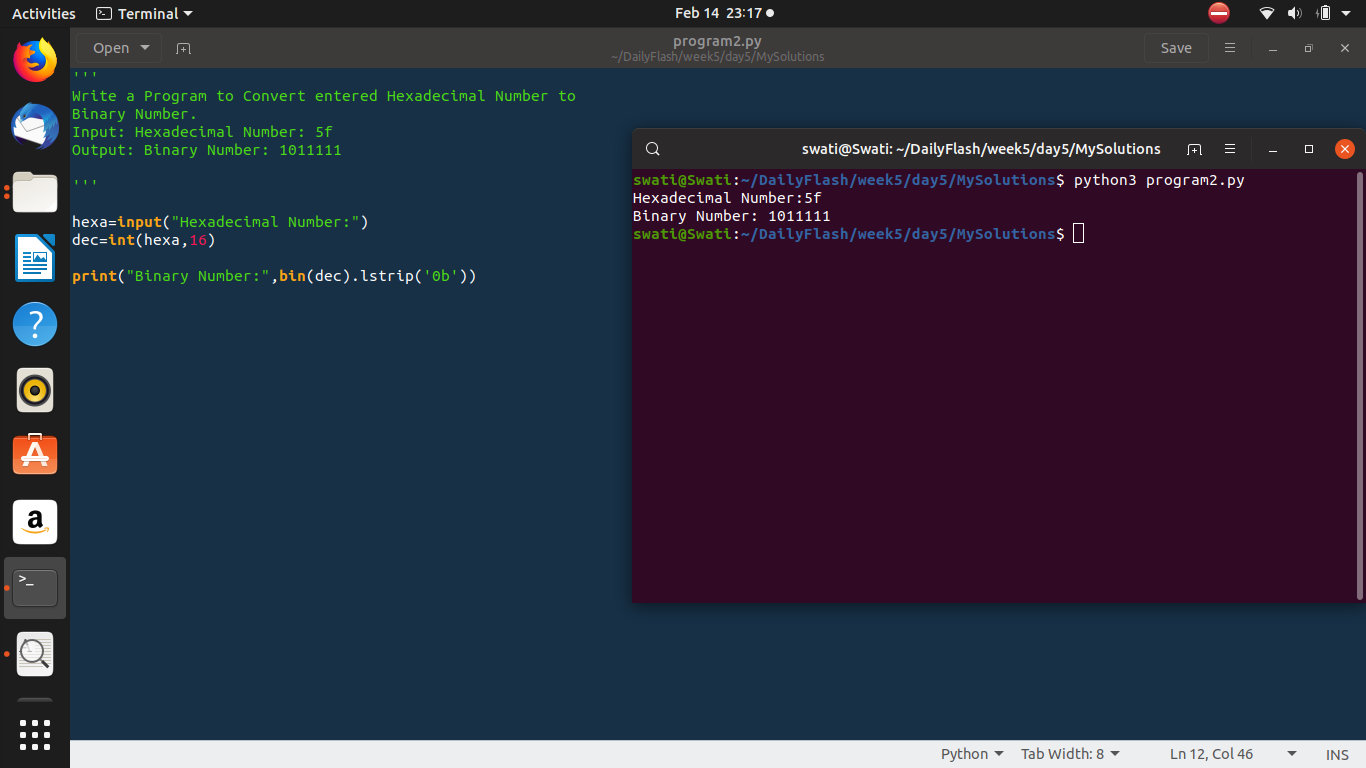 Activities Terminal Feb 14 23:17
Open program2.py Save
~/DailyFlash/week5/day5/MySolutions
'''
Write a Program to Convert entered Hexadecimal Number to
Binary Number.
Input: Hexadecimal Number: 5f
Output: Binary Number: 1011111
'''
hexa=input("Hexadecimal Number:")
dec=int(hexa,16)
print("Binary Number:",bin(dec).lstrip('0b'))
swati@Swati: ~/DailyFlash/week5/day5/MySolutions
swati@Swati:~/DailyFlash/week5/day5/MySolutions$ python3 program2.py
Hexadecimal Number:5f
Binary Number: 1011111
swati@Swati:~/DailyFlash/week5/day5/MySolutions$
?
a
>_
Python Tab Width: 8 Ln 12, Col 46 INS